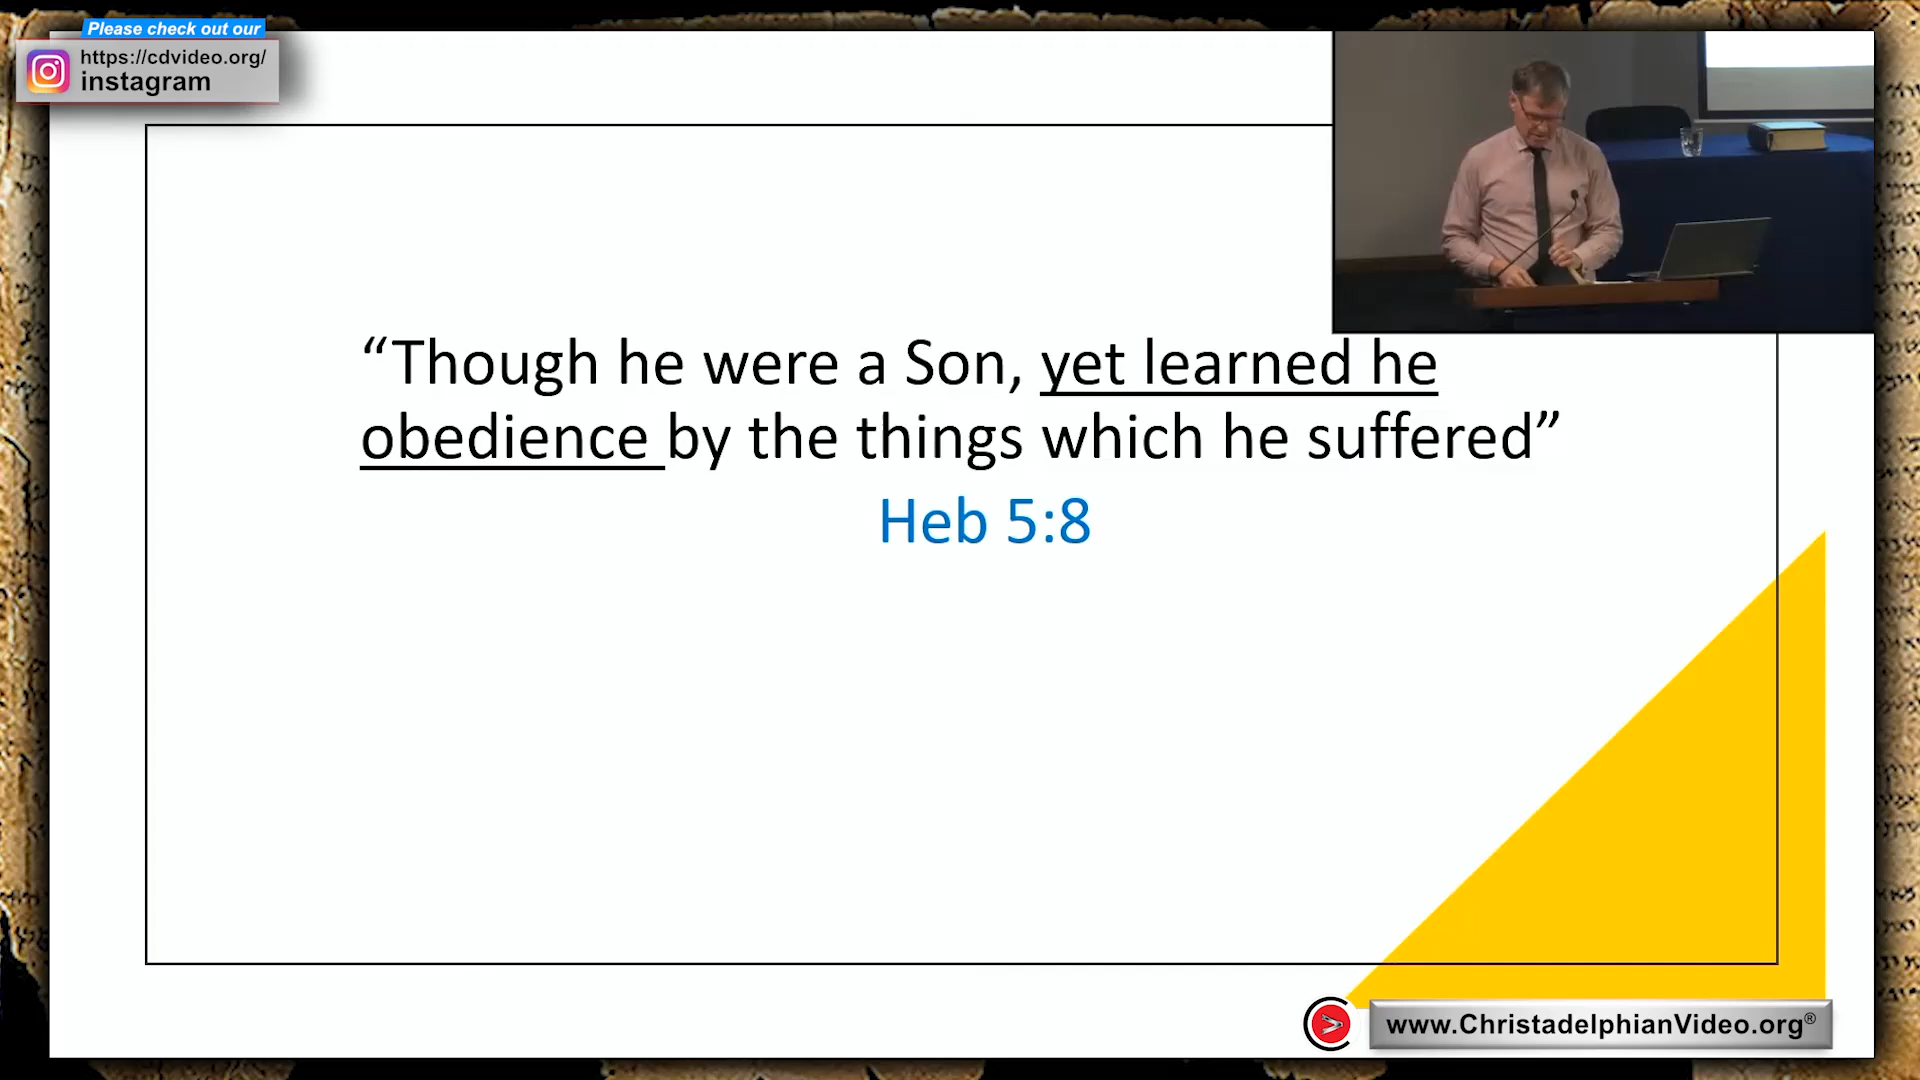 Please check out our
https://cdvideo.org/
instagram
“Though he were a Son, yet learned he
obedience by the things which he suffered”
Heb 5:8
www.ChristadelphianVideo.org®